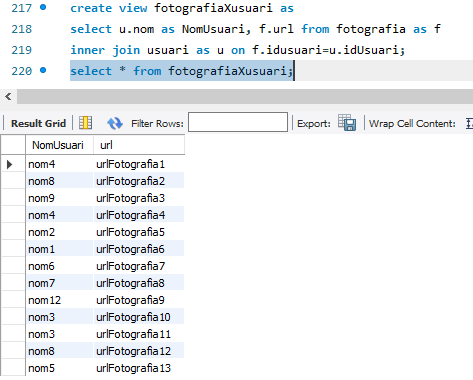 217 create view fotografiaXusuari as
218 select u.nom as NomUsuari, f.url from fotografia as f
219 inner join usuari as u on f.idusuari=u.idUsuari;
220 select * from fotografiaXusuari;
Result Grid Filter Rows: Export: Wrap Cell Content:
NomUsuari url
nom4 urlFotografia1
nom8 urlFotografia2
nom9 urlFotografia3
nom4 urlFotografia4
nom2 urlFotografia5
nom1 urlFotografia6
nom6 urlFotografia7
nom7 urlFotografia8
nom12 urlFotografia9
nom3 urlFotografia10
nom3 urlFotografia11
nom8 urlFotografia12
nom5 urlFotografia13